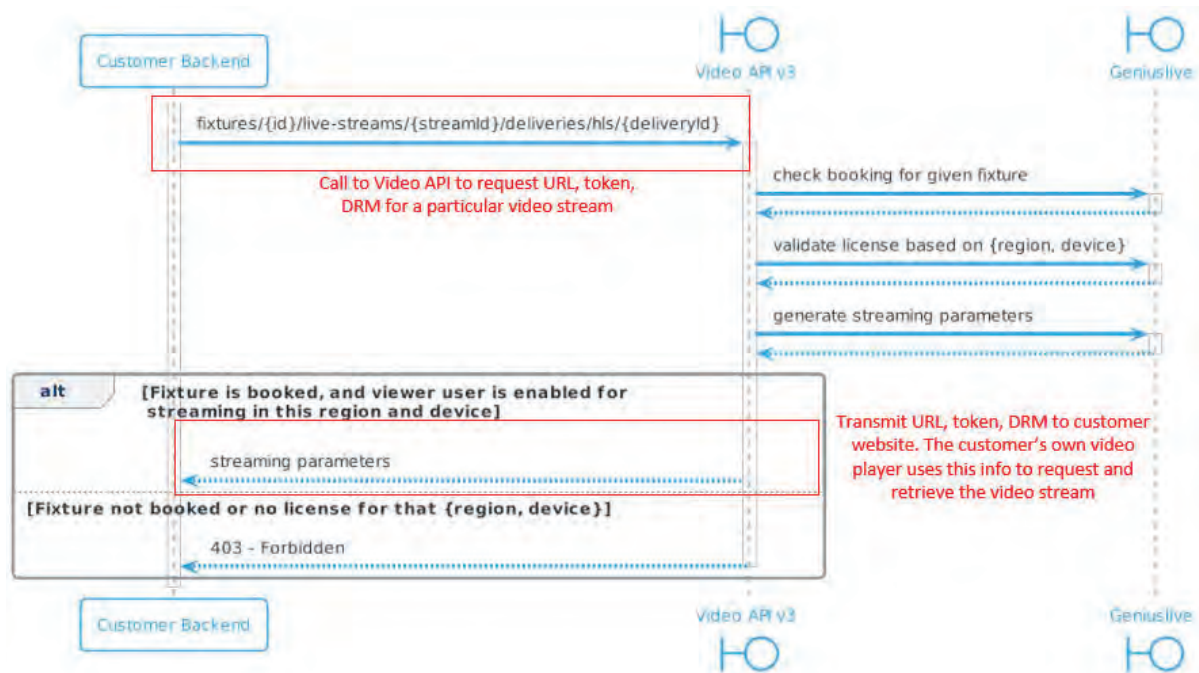 Customer Backend
Video API v3
Geniuslive
fixtures/{id}/live-streams/{streamId}/deliveries/hls/{deliveryId}
Call to Video API to request URL, token,
DRM for a particular video stream
check booking for given fixture
validate license based on {region, device}
generate streaming parameters
alt
[Fixture is booked, and viewer user is enabled for
streaming in this region and device]
streaming parameters
Transmit URL, token, DRM to customer
website. The customer's own video
player uses this info to request and
retrieve the video stream
[Fixture not booked or no license for that {region, device}]
403 - Forbidden
Customer Backend
Video API v3
Geniuslive